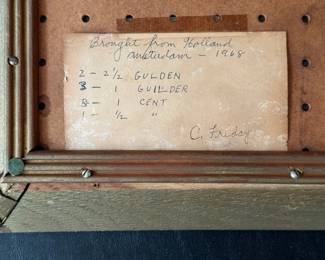 Brought from Holland
Amsterdam - 1968
2 - 2 1/2 GULDEN
3 - 1 GUILDER
8 - 1 CENT
1 - 1/2 "
C. Friday